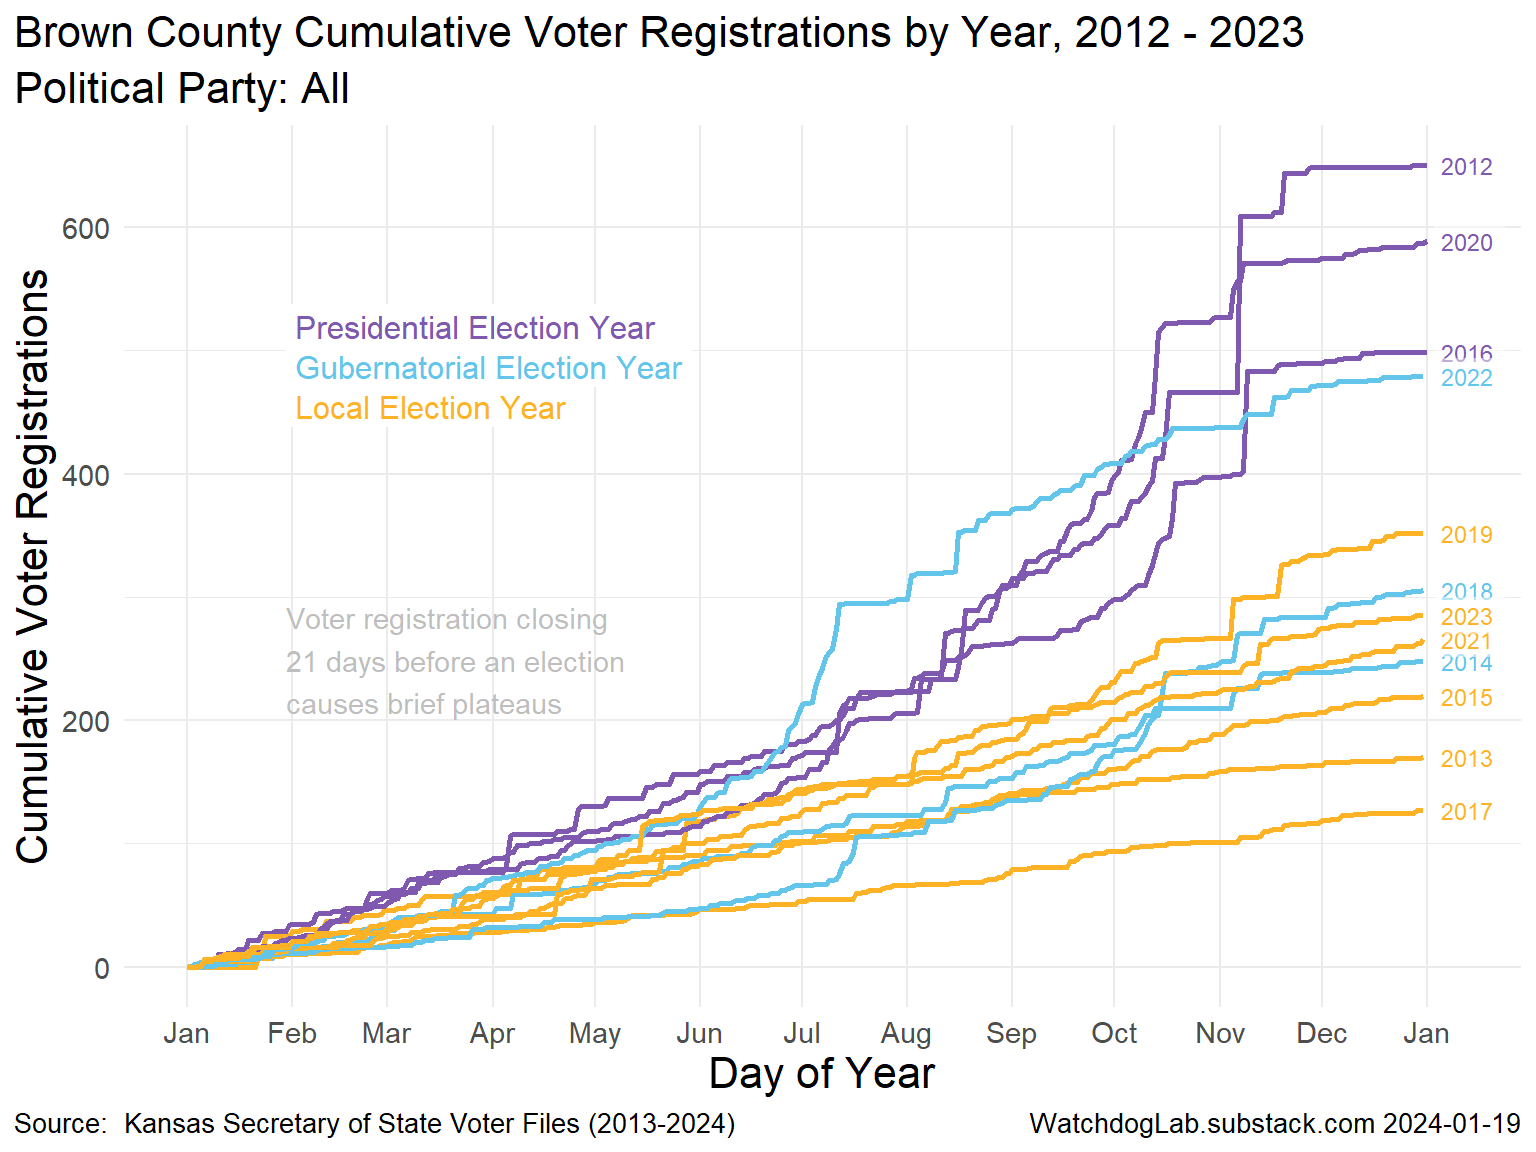 Brown County Cumulative Voter Registrations by Year, 2012 - 2023
Political Party: All
Cumulative Voter Registrations
600
400
200
0
Presidential Election Year
Gubernatorial Election Year
Local Election Year
Voter registration closing
21 days before an election
causes brief plateaus
2012
2020
2016
2022
2019
2018
2023
2021
2014
2015
2013
2017
Jan Feb Mar Apr May Jun Jul Aug Sep Oct Nov Dec Jan
Day of Year
Source:  Kansas Secretary of State Voter Files (2013-2024)
WatchdogLab.substack.com 2024-01-19